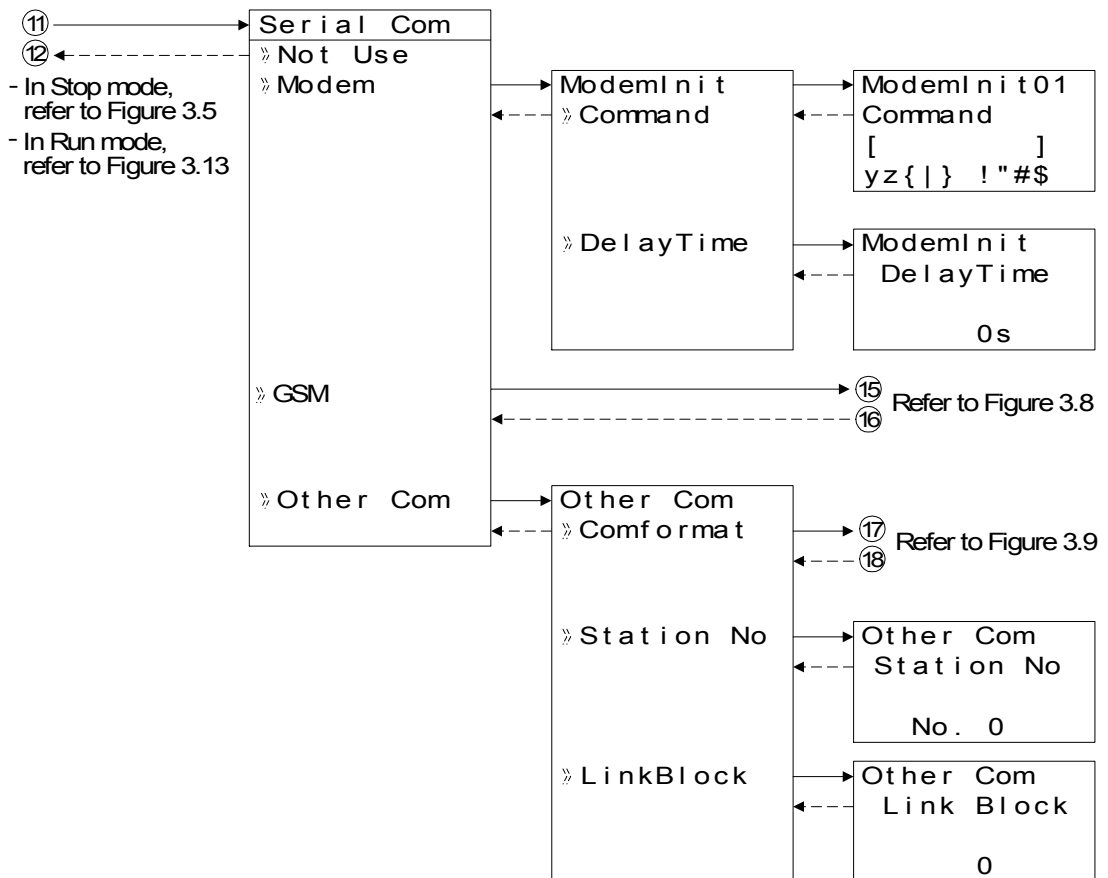 ⑪
⑫
- In Stop mode,
refer to Figure 3.5
- In Run mode,
refer to Figure 3.13
Serial Com
»Not Use
»Modem
»GSM
»Other Com
ModemInit
»Command
»DelayTime
ModemInit01
Command
[ ]
yz{|} !"#$
ModemInit
DelayTime
0s
⑮
⑯
Refer to Figure 3.8
Other Com
»Comformat
»Station No
»LinkBlock
⑰
⑱
Refer to Figure 3.9
Other Com
Station No
No. 0
Other Com
Link Block
0